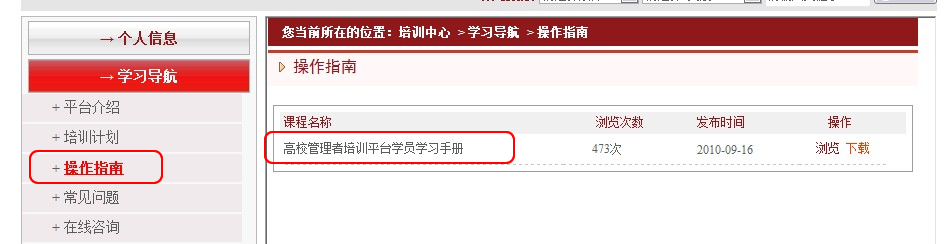 → 个人信息
→ 学习导航
+ 平台介绍
+ 培训计划
+ 操作指南
+ 常见问题
+ 在线咨询
您当前所在的位置：培训中心 > 学习导航 > 操作指南
操作指南
课程名称 浏览次数 发布时间 操作
高校管理者培训平台学员学习手册 473次 2010-09-16 浏览 下载